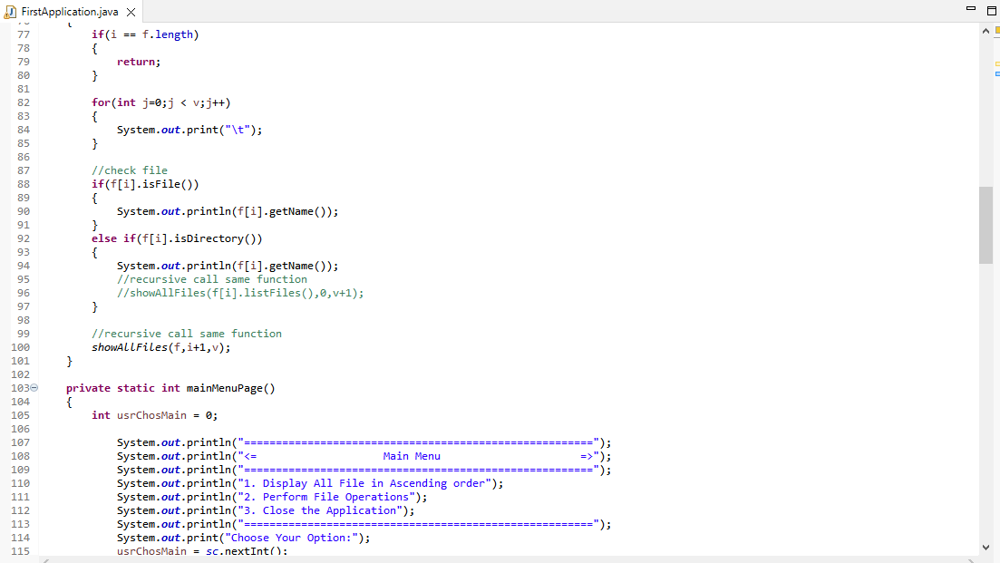 FirstApplication.java
76 {
77 if(i == f.length)
78 {
79 return;
80 }
81
82 for(int j=0;j < v;j++)
83 {
84 System.out.print("\t");
85 }
86
87 //check file
88 if(f[i].isFile())
89 {
90 System.out.println(f[i].getName());
91 }
92 else if(f[i].isDirectory())
93 {
94 System.out.println(f[i].getName());
95 //recursive call same function
96 //showAllFiles(f[i].listFiles(),0,v+1);
97 }
98
99 //recursive call same function
100 showAllFiles(f,i+1,v);
101 }
102
103 private static int mainMenuPage()
104 {
105 int usrChosMain = 0;
106
107 System.out.println("=======================================================");
108 System.out.println("<=                    Main Menu                      =>");
109 System.out.println("=======================================================");
110 System.out.println("1. Display All File in Ascending order");
111 System.out.println("2. Perform File Operations");
112 System.out.println("3. Close the Application");
113 System.out.println("=======================================================");
114 System.out.print("Choose Your Option:");
115 usrChosMain = sc.nextInt();